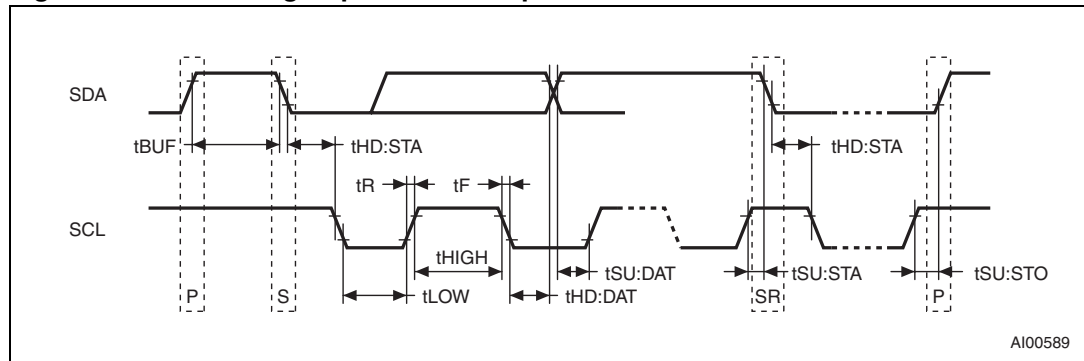 SDA
tBUF
tHD:STA
tHD:STA
tR
tF
SCL
tHIGH
tSU:DAT
tSU:STA
tSU:STO
tLOW
tHD:DAT
P
S
SR
P
AI00589